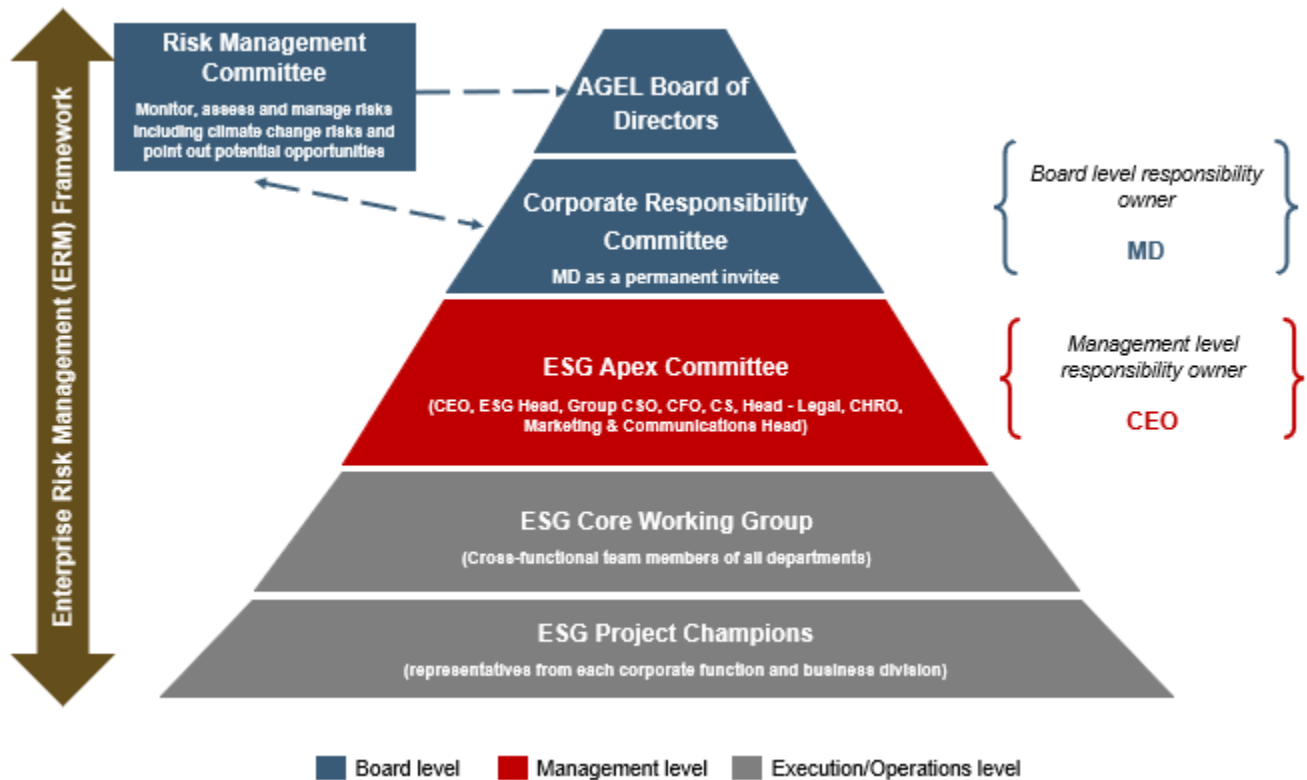 Enterprise Risk Management (ERM) Framework
Risk Management
Committee
Monitor, assess and manage risks
including climate change risks and
point out potential opportunities
AGEL Board of
Directors
Corporate Responsibility
Committee
MD as a permanent invitee
Board level responsibility
owner
MD
ESG Apex Committee
(CEO, ESG Head, Group CSO, CFO, CS, Head - Legal, CHRO,
Marketing & Communications Head)
Management level
responsibility owner
CEO
ESG Core Working Group
(Cross-functional team members of all departments)
ESG Project Champions
(representatives from each corporate function and business division)
Board level
Management level
Execution/Operations level